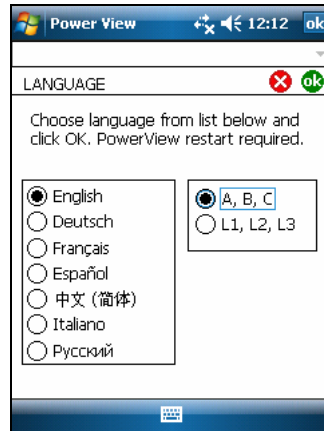 Power View 12:12 ok
LANGUAGE ok
Choose language from list below and
click OK. PowerView restart required.
English
Deutsch
Français
Español
中文 (简体)
Italiano
Русский
A, B, C
L1, L2, L3